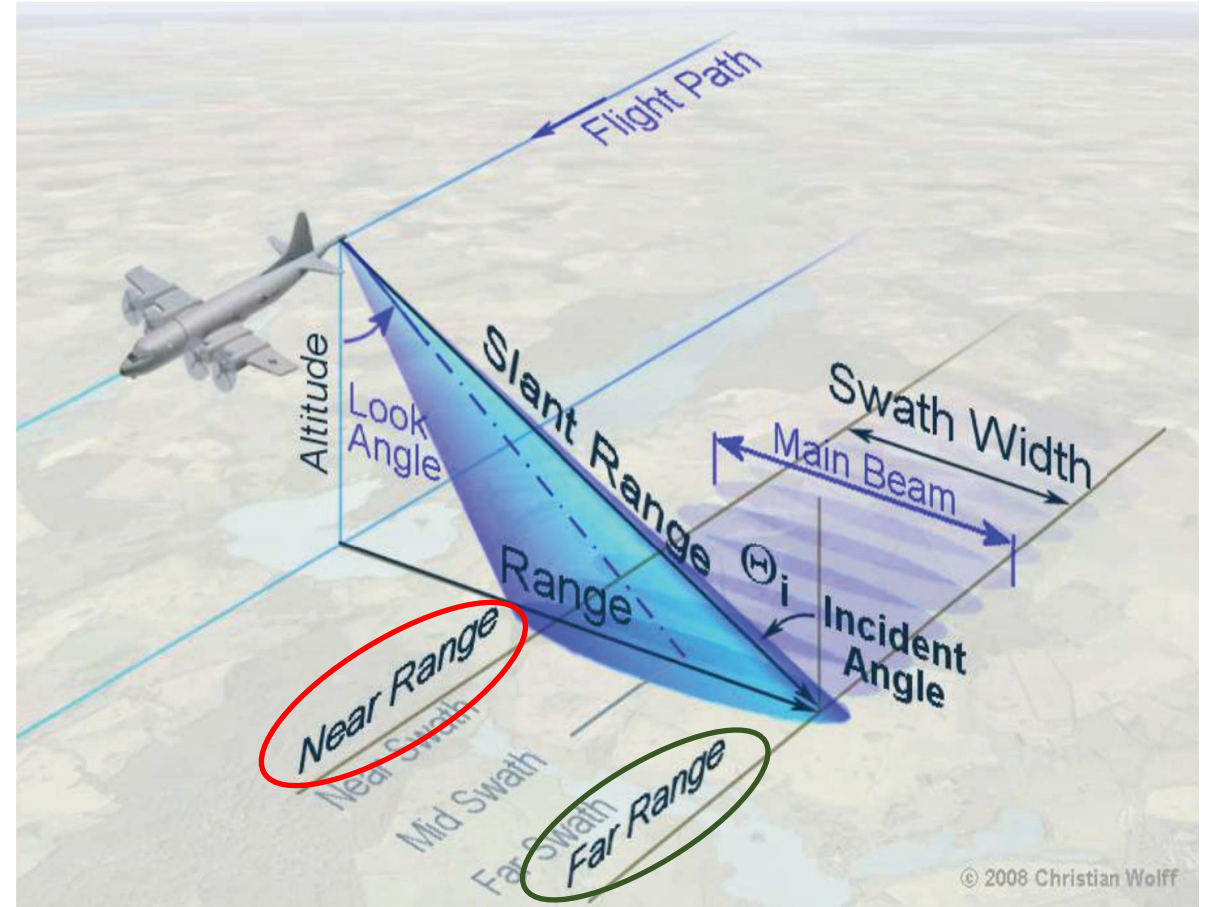 Flight Path
Altitude
Look
Angle
Slant Range
Swath Width
Main Beam
Range
Θi
Incident
Angle
Near Range
Near Swath
Mid Swath
Far Swath
Far Range
© 2008 Christian Wolff